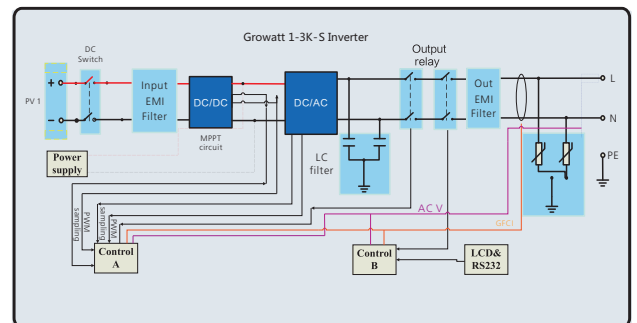 Growatt 1-3K-S Inverter
DC
Switch
Output
relay
PV 1
+
−
Input
EMI
Filter
DC/DC
MPPT
circuit
DC/AC
LC
filter
Out
EMI
Filter
L
N
PE
Power
supply
sampling
PWM
sampling
PWM
AC V
GFCI
Control
A
Control
B
LCD&
RS232